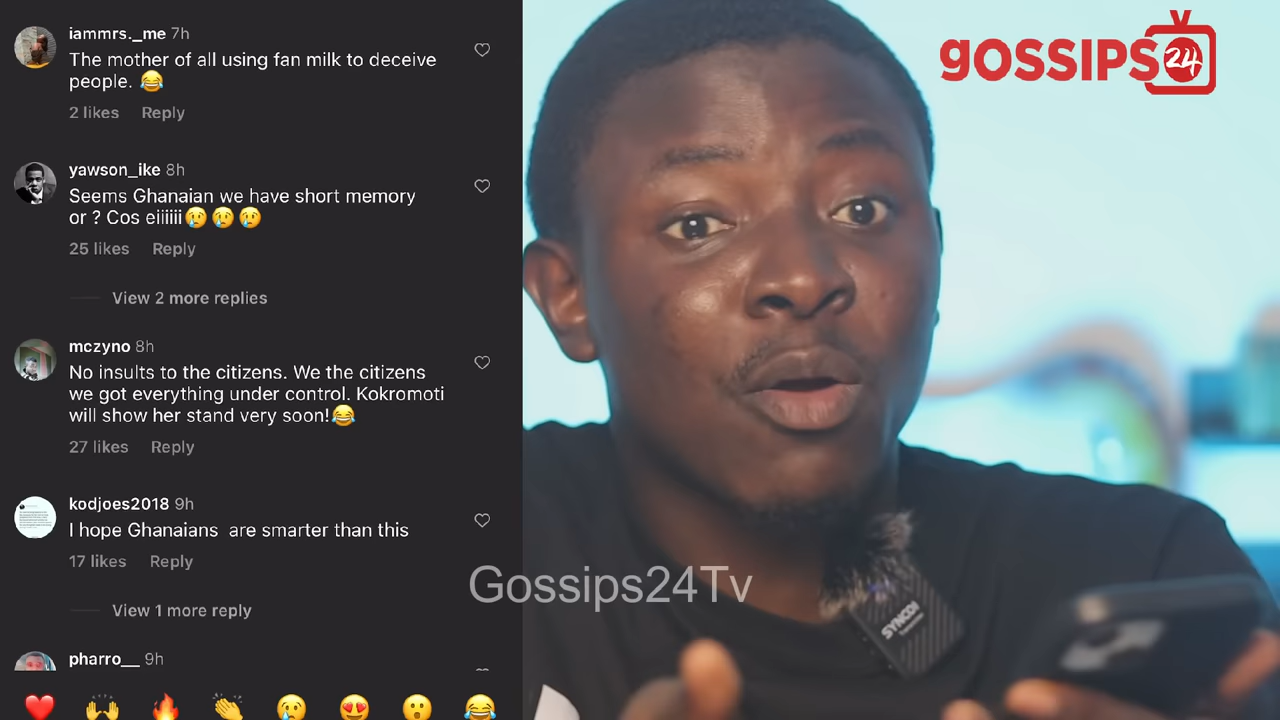 iammrs._me 7h
The mother of all using fan milk to deceive
people. 😂
2 likes Reply
yawson_ike 8h
Seems Ghanaian we have short memory
or ? Cos eiiiiii😢😢😢
25 likes Reply
View 2 more replies
mczyno 8h
No insults to the citizens. We the citizens
we got everything under control. Kokromoti
will show her stand very soon!😂
27 likes Reply
kodjoes2018 9h
I hope Ghanaians  are smarter than this
17 likes Reply
View 1 more reply
pharro__ 9h
gOSSIPS24
Gossips24Tv
SYNCO